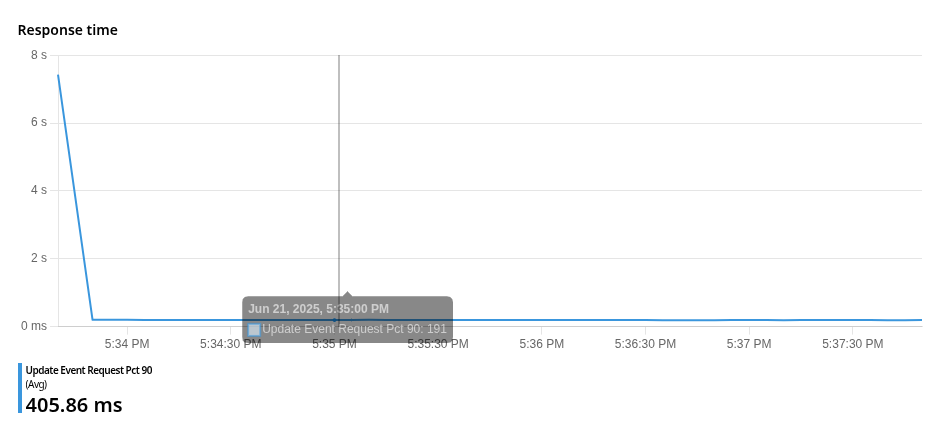 Response time
8 s
6 s
4 s
2 s
0 ms
Jun 21, 2025, 5:35:00 PM
Update Event Request Pct 90: 191
5:34 PM 5:34:30 PM 5:35 PM 5:35:30 PM 5:36 PM 5:36:30 PM 5:37 PM 5:37:30 PM
Update Event Request Pct 90
(Avg)
405.86 ms